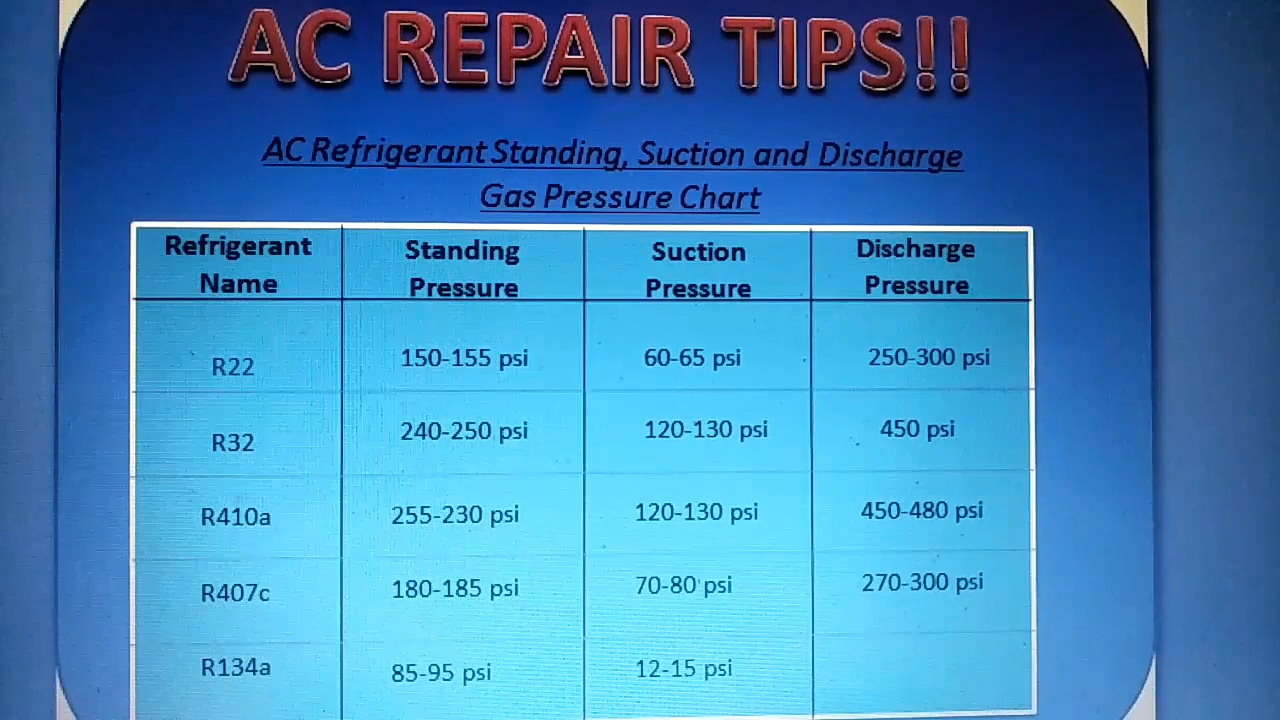 AC REPAIR TIPS!!
AC Refrigerant Standing, Suction and Discharge
Gas Pressure Chart
Refrigerant Name Standing Pressure Suction Pressure Discharge Pressure
R22 150-155 psi 60-65 psi 250-300 psi
R32 240-250 psi 120-130 psi 450 psi
R410a 255-230 psi 120-130 psi 450-480 psi
R407c 180-185 psi 70-80 psi 270-300 psi
R134a 85-95 psi 12-15 psi